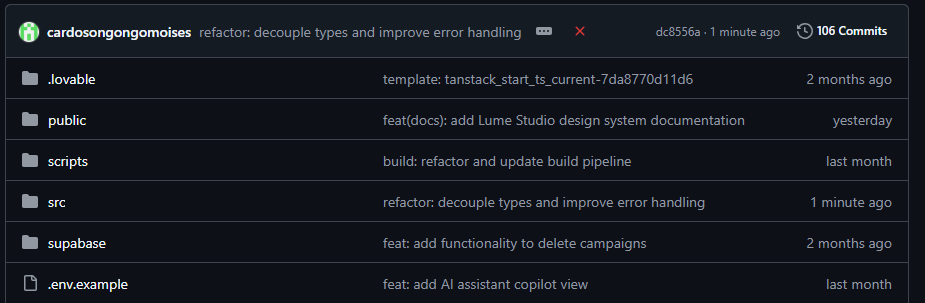 cardosongongomoises refactor: decouple types and improve error handling dc8556a · 1 minute ago 106 Commits
.lovable template: tanstack_start_ts_current-7da8770d11d6 2 months ago
public feat(docs): add Lume Studio design system documentation yesterday
scripts build: refactor and update build pipeline last month
src refactor: decouple types and improve error handling 1 minute ago
supabase feat: add functionality to delete campaigns 2 months ago
.env.example feat: add AI assistant copilot view last month